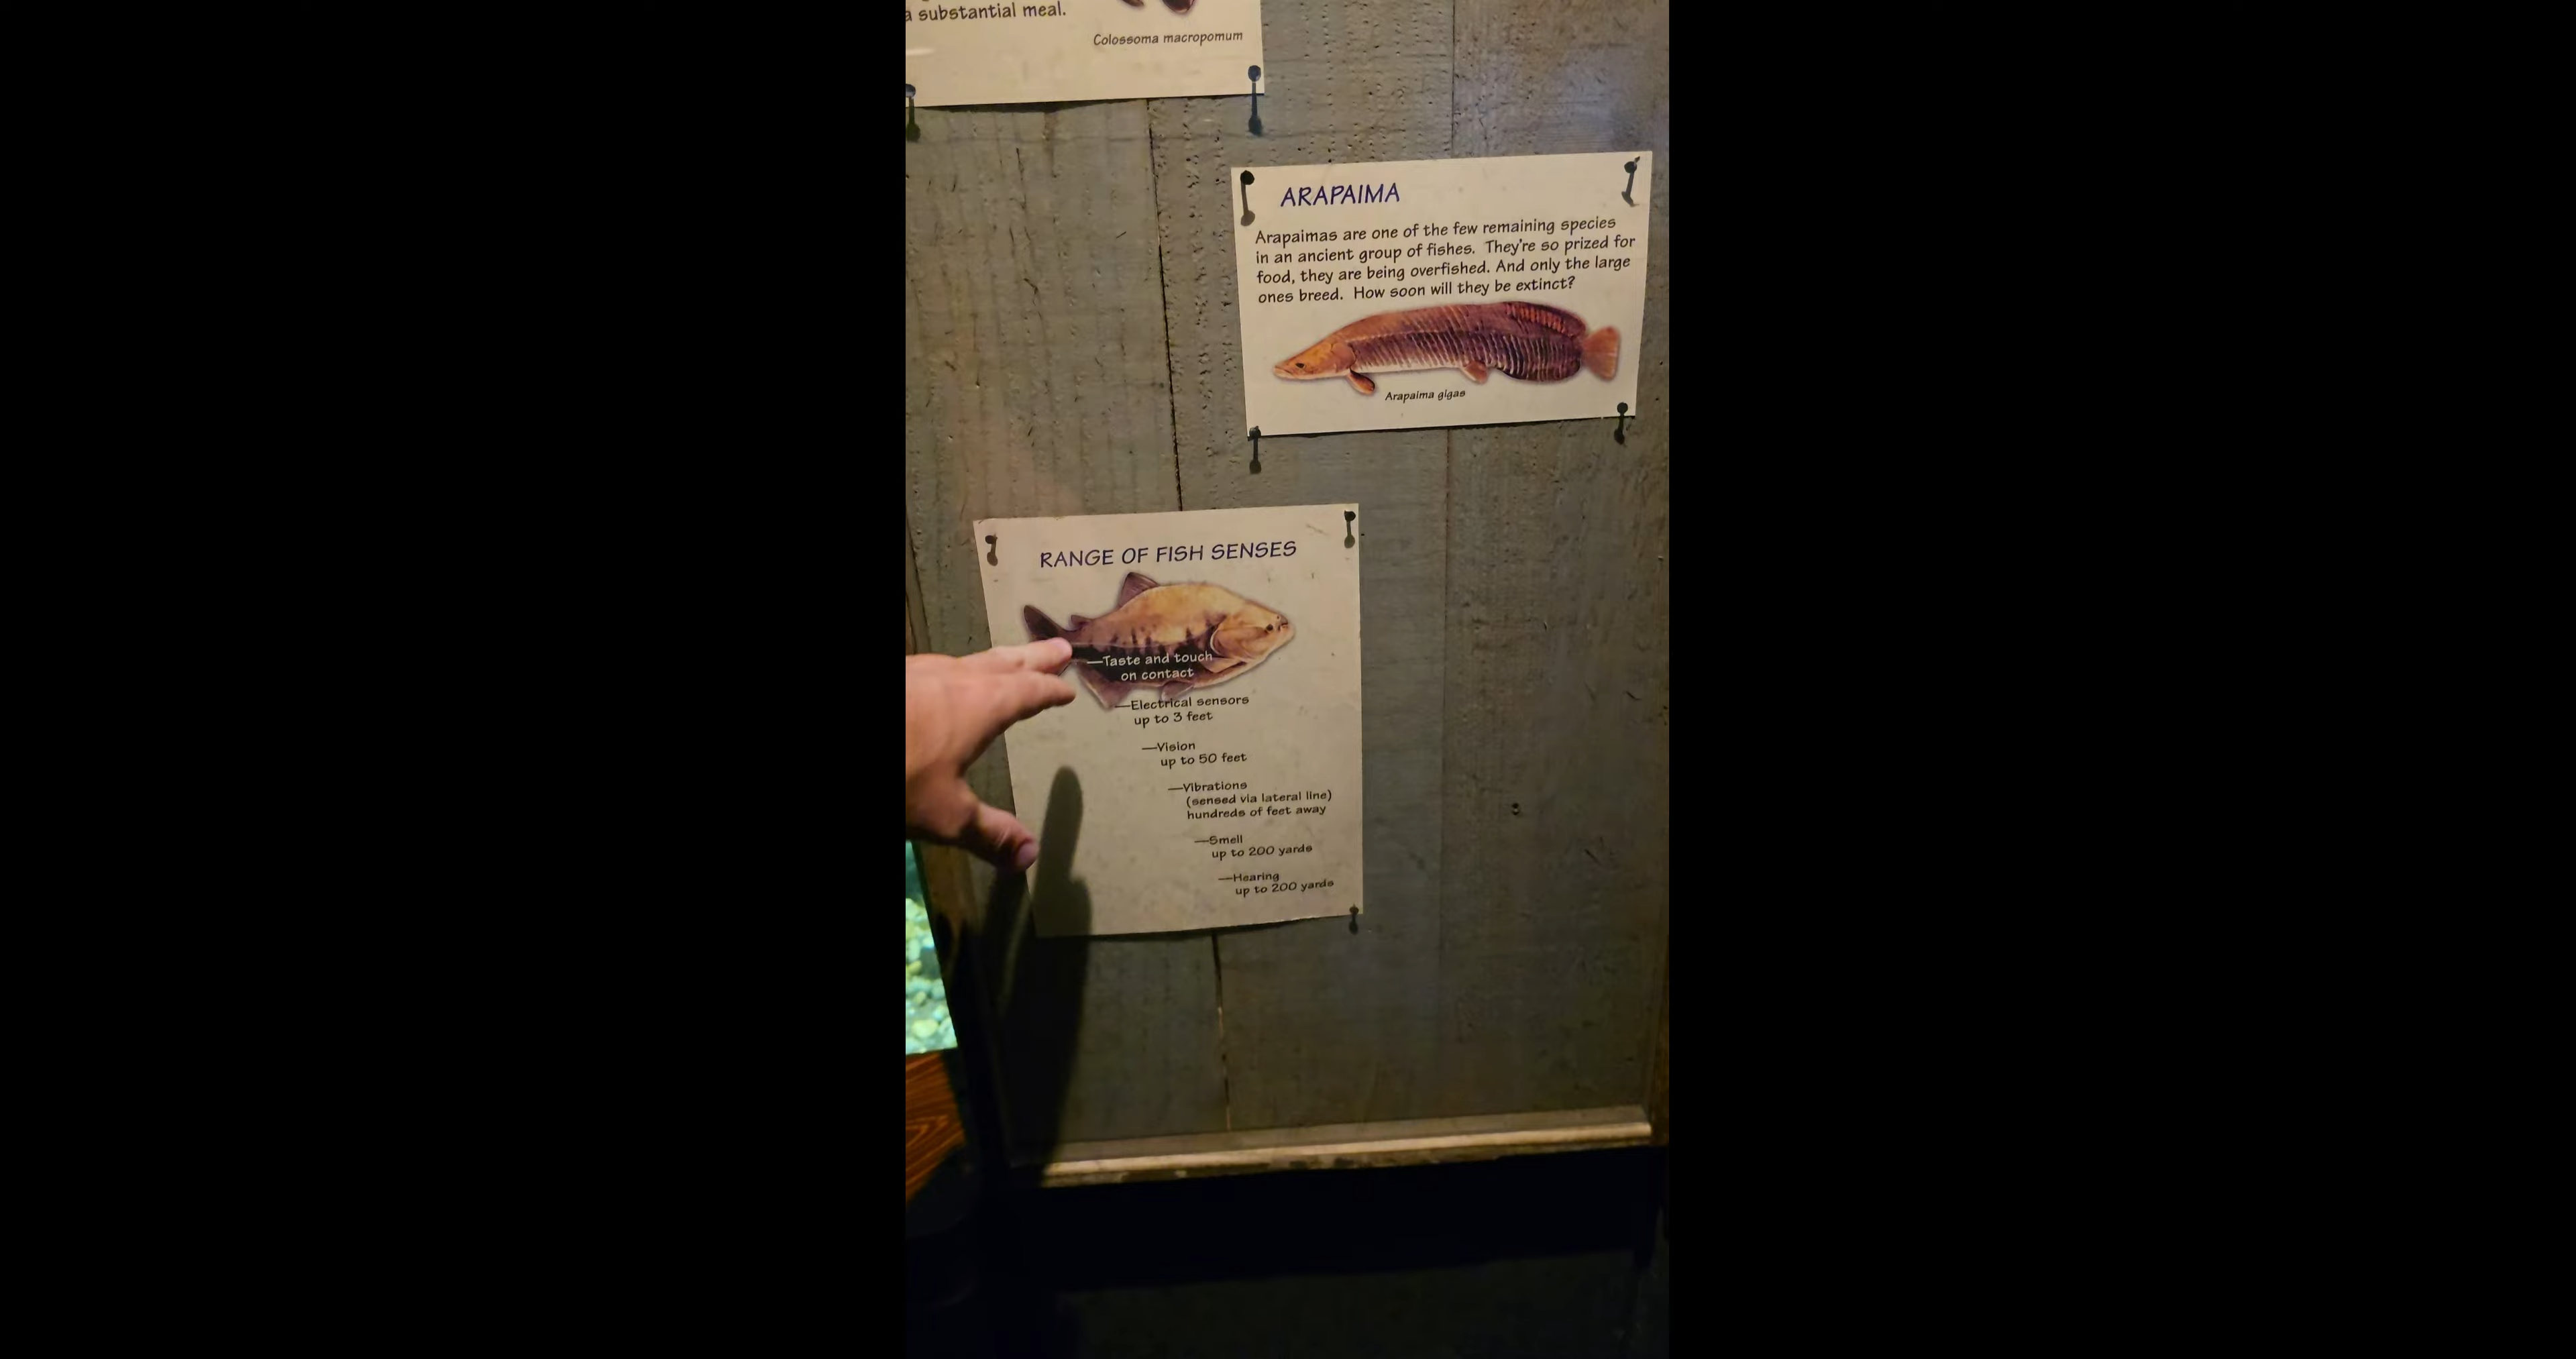 a substantial meal.
Colossoma macropomum
ARAPAIMA
Arapaimas are one of the few remaining species
in an ancient group of fishes. They're so prized for
food, they are being overfished. And only the large
ones breed. How soon will they be extinct?
Arapaima gigas
RANGE OF FISH SENSES
—Taste and touch
on contact
—Electrical sensors
up to 3 feet
—Vision
up to 50 feet
—Vibrations
(sensed via lateral line)
hundreds of feet away
—Smell
up to 200 yards
—Hearing
up to 200 yards